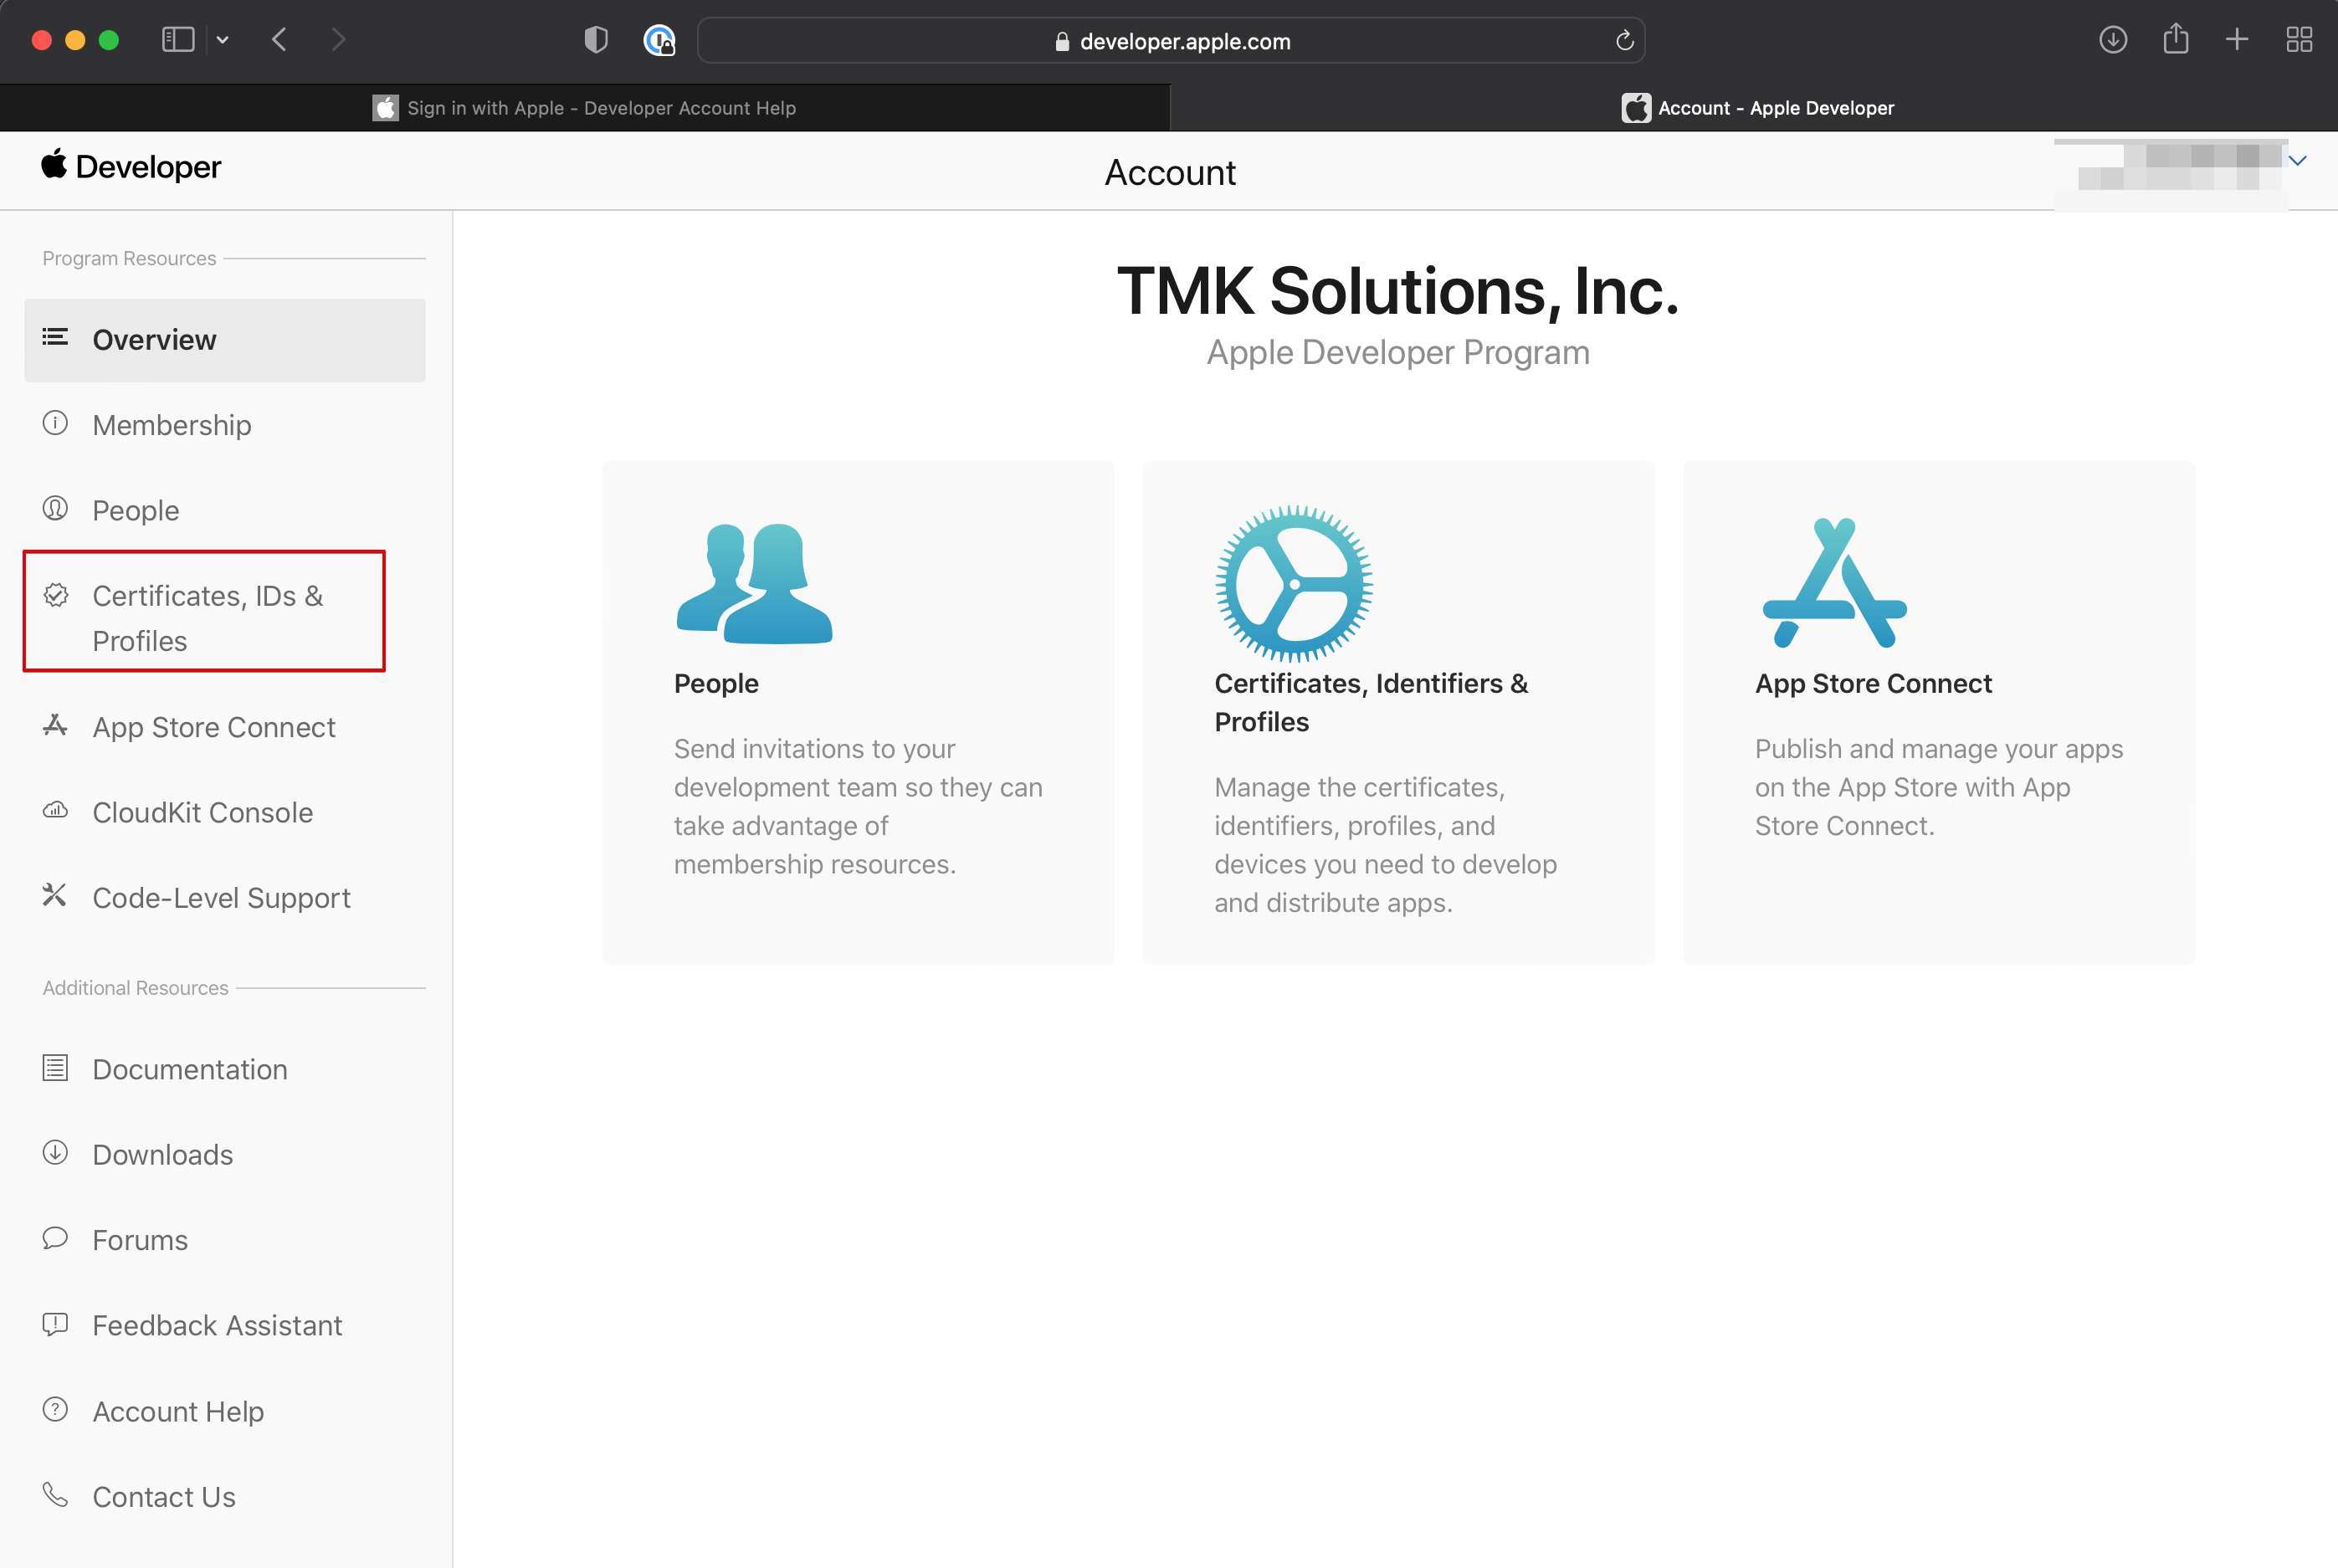 developer.apple.com
Sign in with Apple - Developer Account Help
Account - Apple Developer
Developer
Account
Program Resources
Overview
Membership
People
Certificates, IDs &
Profiles
App Store Connect
CloudKit Console
Code-Level Support
Additional Resources
Documentation
Downloads
Forums
Feedback Assistant
Account Help
Contact Us
TMK Solutions, Inc.
Apple Developer Program
People
Send invitations to your
development team so they can
take advantage of
membership resources.
Certificates, Identifiers &
Profiles
Manage the certificates,
identifiers, profiles, and
devices you need to develop
and distribute apps.
App Store Connect
Publish and manage your apps
on the App Store with App
Store Connect.